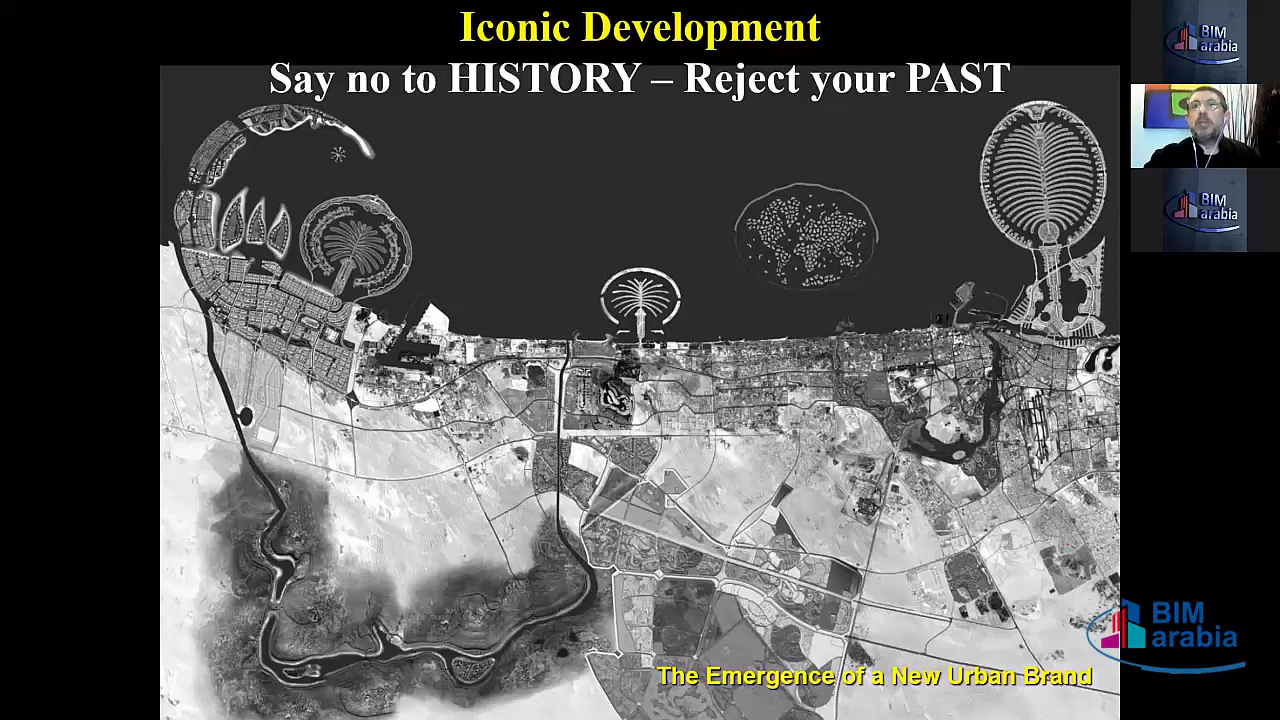 Iconic Development
Say no to HISTORY – Reject your PAST
BIM
arabia
BIM
arabia
BIM
arabia
The Emergence of a New Urban Brand